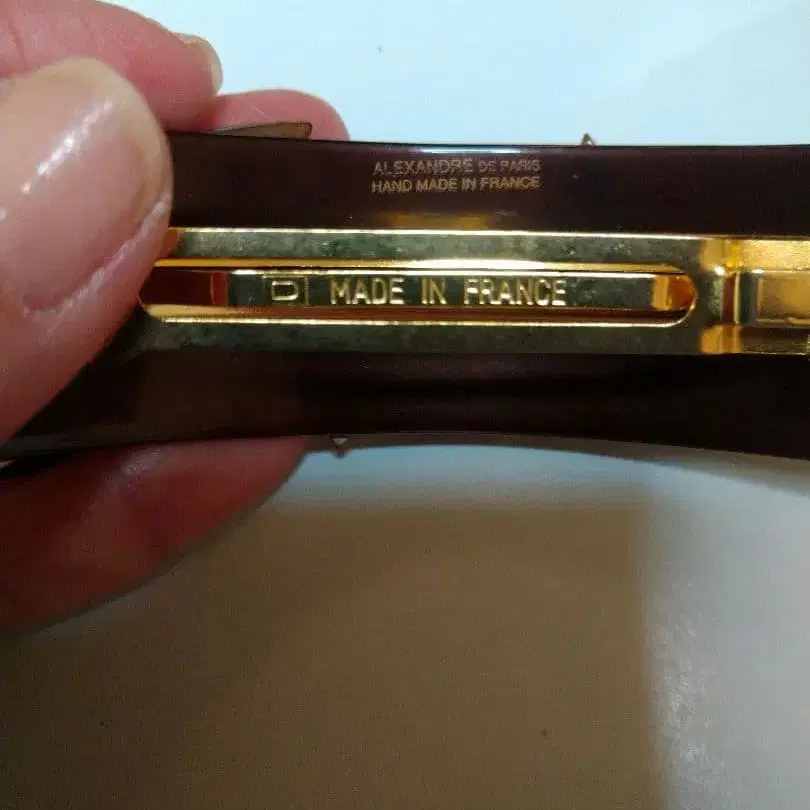 ALEXANDRE DE PARIS
HAND MADE IN FRANCE
D MADE IN FRANCE